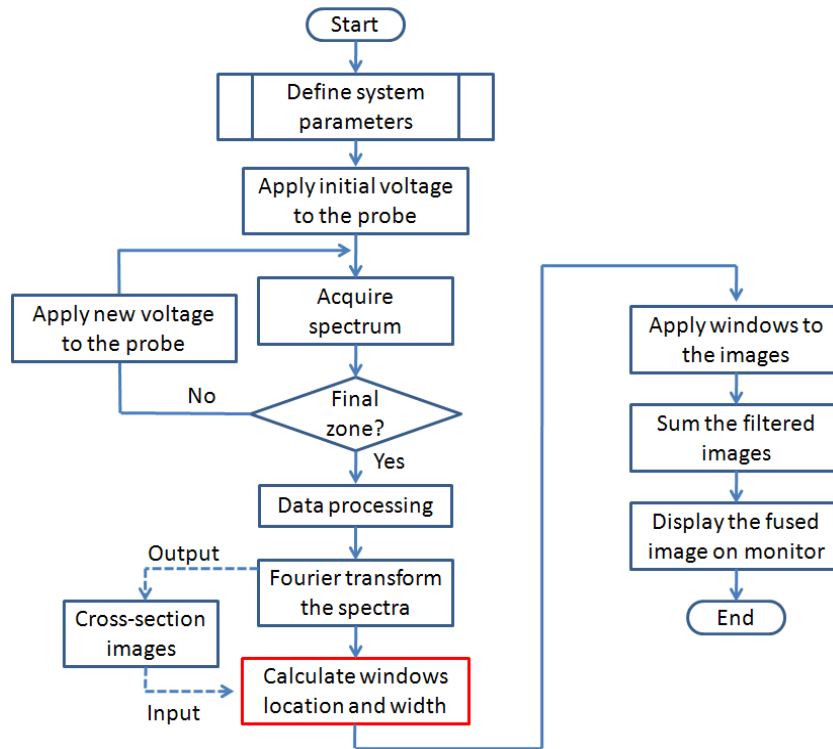 Start
Define system
parameters
Apply initial voltage
to the probe
Acquire
spectrum
Apply new voltage
to the probe
No
Final
zone?
Yes
Data processing
Output
Fourier transform
the spectra
Cross-section
images
Input
Calculate windows
location and width
Apply windows to
the images
Sum the filtered
images
Display the fused
image on monitor
End